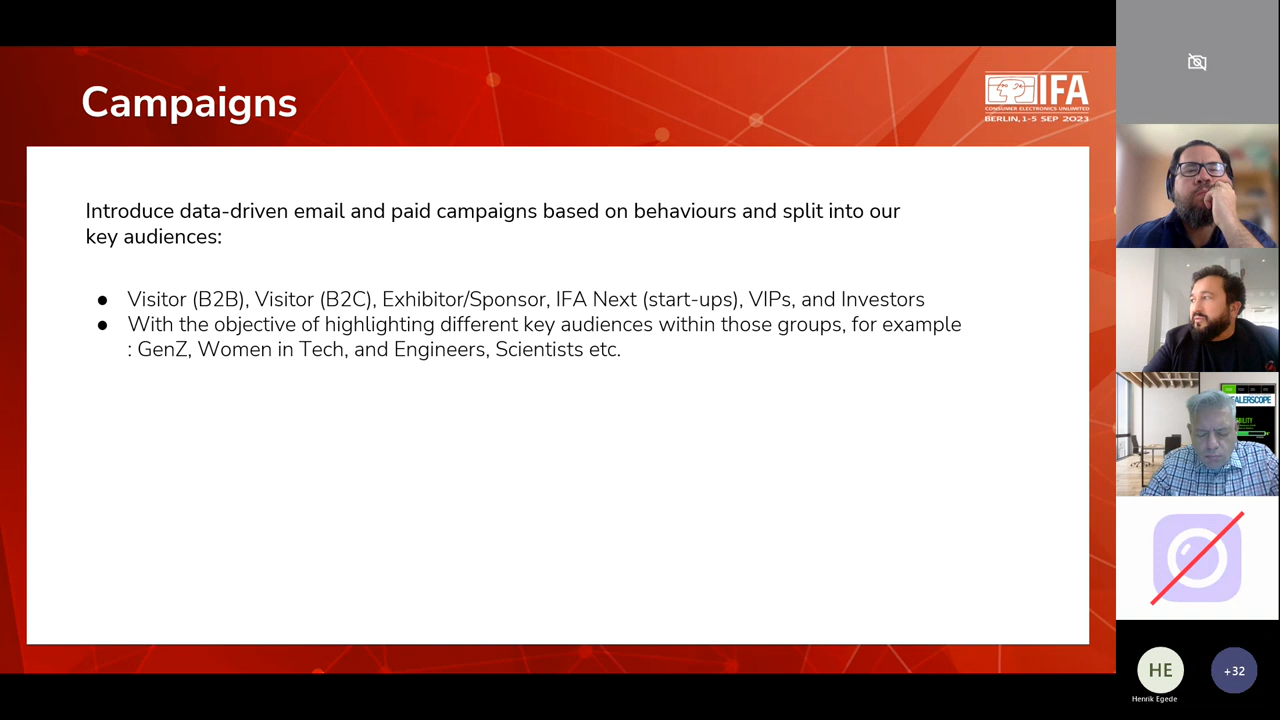 Campaigns
IFA
CONSUMER ELECTRONICS UNLIMITED
BERLIN, 1-5 SEP 2023
Introduce data-driven email and paid campaigns based on behaviours and split into our
key audiences:
● Visitor (B2B), Visitor (B2C), Exhibitor/Sponsor, IFA Next (start-ups), VIPs, and Investors
● With the objective of highlighting different key audiences within those groups, for example
: GenZ, Women in Tech, and Engineers, Scientists etc.
HE
+32
Henrik Egede